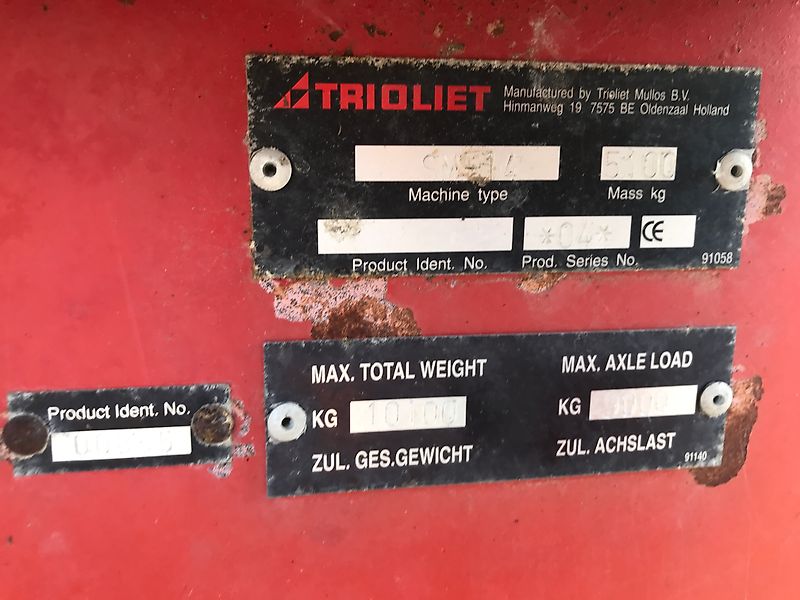 TRIOLIET
Manufactured by Trioliet Mullos B.V.
Hinmanweg 19 7575 BE Oldenzaal Holland
5100
Machine type
Mass kg
*04*
CE
Product Ident. No.
Prod. Series No.
91058
MAX. TOTAL WEIGHT
MAX. AXLE LOAD
KG 10100
KG
ZUL. GES.GEWICHT
ZUL. ACHSLAST
91140
Product Ident. No.